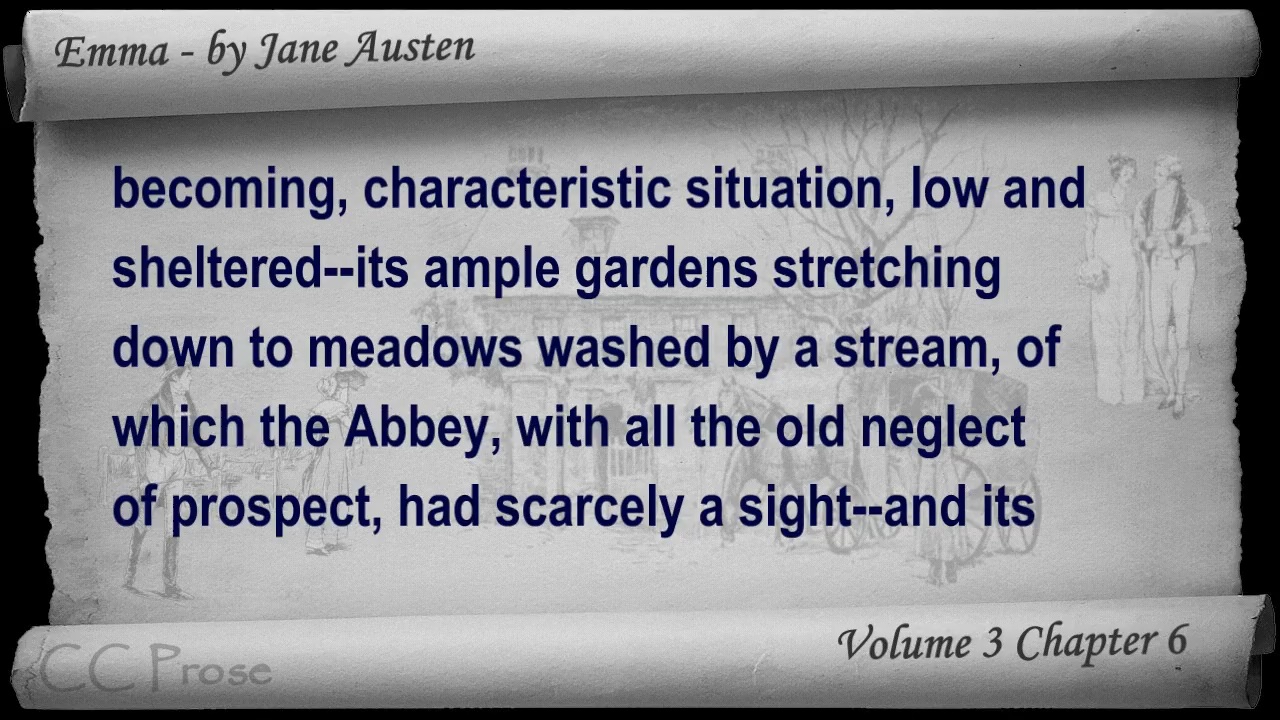 Emma - by Jane Austen
becoming, characteristic situation, low and
sheltered--its ample gardens stretching
down to meadows washed by a stream, of
which the Abbey, with all the old neglect
of prospect, had scarcely a sight--and its
Volume 3 Chapter 6
CC Prose